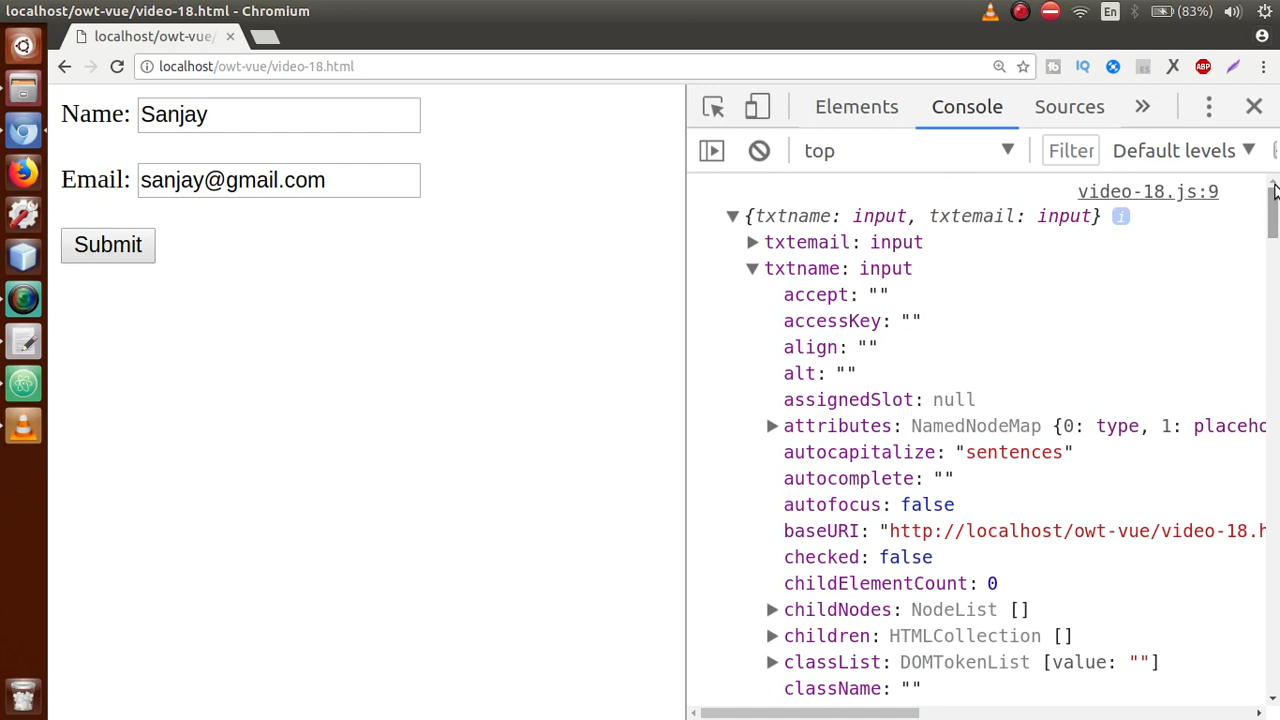 localhost/owt-vue/video-18.html - Chromium
En
(83%)
localhost/owt-vue/
localhost/owt-vue/video-18.html
IQ
X
ABP
Name: Sanjay
Email: sanjay@gmail.com
Submit
Elements
Console
Sources
top
Filter
Default levels
video-18.js:9
{txtname: input, txtemail: input} i
txtemail: input
txtname: input
accept: ""
accessKey: ""
align: ""
alt: ""
assignedSlot: null
attributes: NamedNodeMap {0: type, 1: placeho
autocapitalize: "sentences"
autocomplete: ""
autofocus: false
baseURI: "http://localhost/owt-vue/video-18.h
checked: false
childElementCount: 0
childNodes: NodeList []
children: HTMLCollection []
classList: DOMTokenList [value: ""]
className: ""